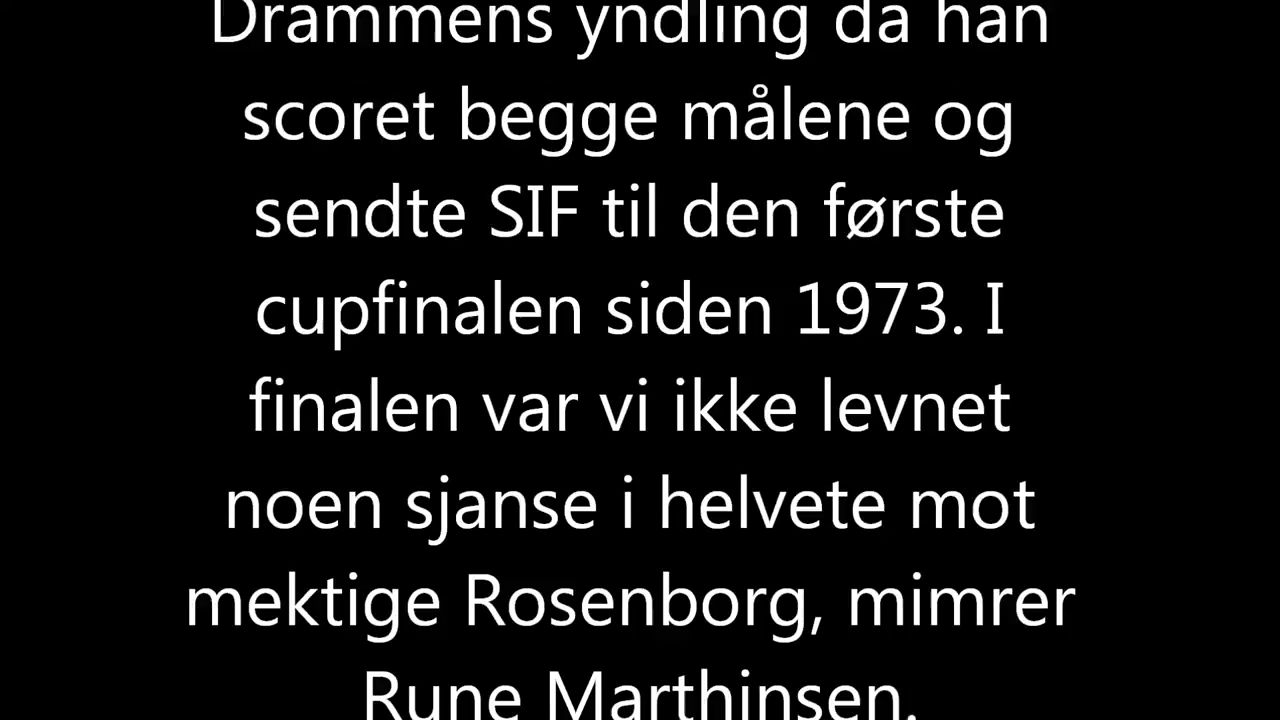 Drammens yndling da han
scoret begge målene og
sendte SIF til den første
cupfinalen siden 1973. I
finalen var vi ikke levnet
noen sjanse i helvete mot
mektige Rosenborg, mimrer
Rune Marthinsen.